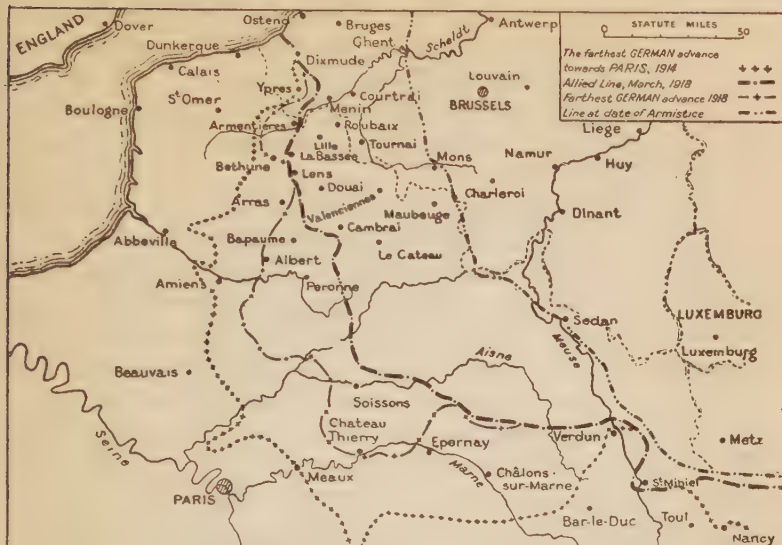 ENGLAND
Dover
Ostend
Bruges
Antwerp
Ghent
Scheldt
STATUTE MILES
0
50
The farthest GERMAN advance
towards PARIS, 1914
Allied Line, March, 1918
Farthest GERMAN advance 1918
Line at date of Armistice
Dunkerque
Dixmude
Calais
Ypres
Louvain
St Omer
Menin
Courtrai
BRUSSELS
Boulogne
Armentières
Roubaix
Liege
Lille
Tournai
Bethune
La Bassée
Mons
Namur
Huy
Lens
Douai
Charleroi
Arras
Valenciennes
Maubeuge
Dinant
Abbeville
Bapaume
Cambrai
Albert
Le Cateau
Amiens
Peronne
Sedan
LUXEMBURG
Luxemburg
Beauvais
Aisne
Meuse
Soissons
Seine
Chateau
Thierry
Epernay
Verdun
Metz
Marne
PARIS
Meaux
Châlons
sur-Marne
St Mihiel
Bar-le-Duc
Toul
Nancy